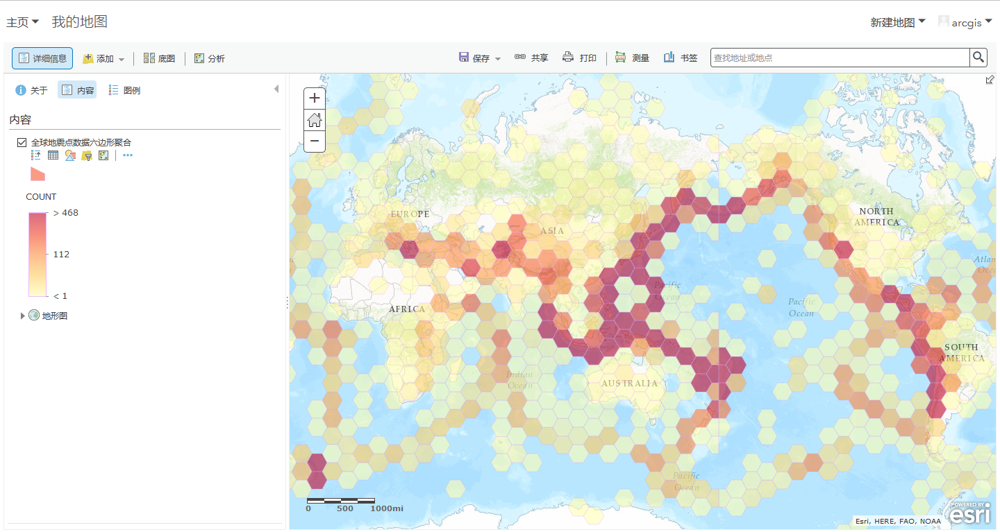 主页 我的地图 新建地图 arcgis
详细信息 添加 底图 分析 保存 共享 打印 测量 书签 查找地址或地点
关于 内容 图例
内容
全球地震点数据六边形聚合
COUNT
> 468
112
< 1
地形图
+
−
EUROPE
ASIA
NORTH
AMERICA
Atlan
Oce
Pacific
Ocean
Pacific
Ocean
AFRICA
SOUTH
AMERICA
Indian
Ocean
AUSTRALIA
Pacific
Ocean
0 500 1000mi
Esri, HERE, FAO, NOAA
POWERED BY
esri